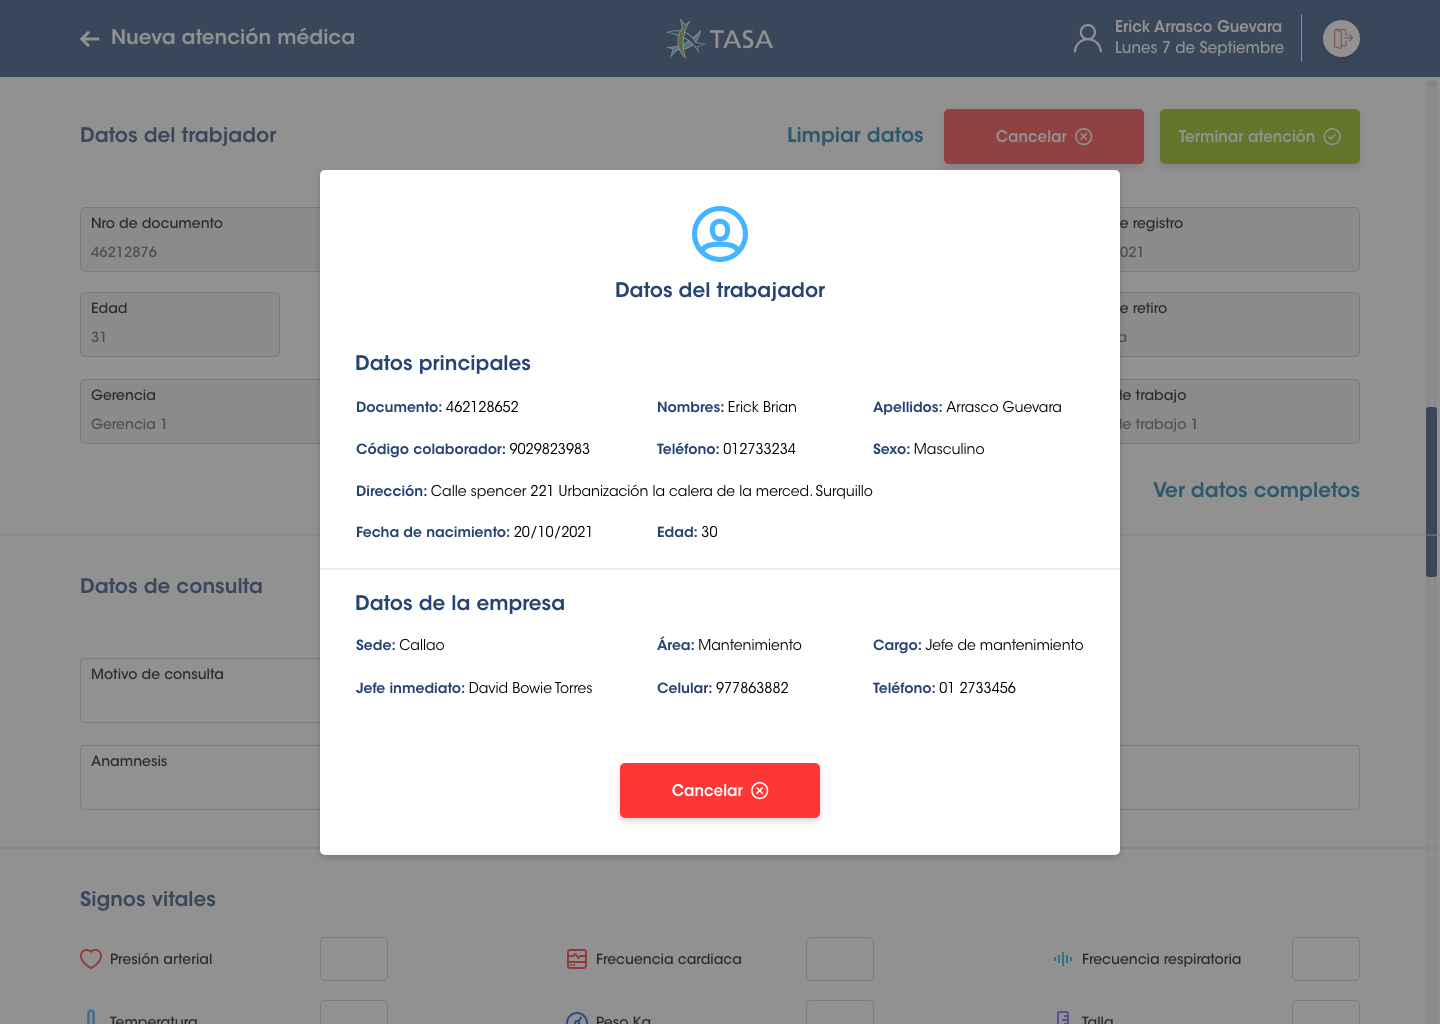 Nueva atención médica
TASA
Erick Arrasco Guevara
Lunes 7 de Septiembre
Datos del trabjador
Limpiar datos
Cancelar
Terminar atención
Nro de documento
46212876
e registro
021
Edad
31
e retiro
a
Gerencia
Gerencia 1
le trabajo
le trabajo 1
Ver datos completos
Datos del trabajador
Datos principales
Documento: 462128652
Nombres: Erick Brian
Apellidos: Arrasco Guevara
Código colaborador: 9029823983
Teléfono: 012733234
Sexo: Masculino
Dirección: Calle spencer 221 Urbanización la calera de la merced. Surquillo
Fecha de nacimiento: 20/10/2021
Edad: 30
Datos de la empresa
Sede: Callao
Área: Mantenimiento
Cargo: Jefe de mantenimiento
Jefe inmediato: David Bowie Torres
Celular: 977863882
Teléfono: 01 2733456
Cancelar
Datos de consulta
Motivo de consulta
Anamnesis
Signos vitales
Presión arterial
Frecuencia cardiaca
Frecuencia respiratoria
Temperatura
Peso Kg
Talla